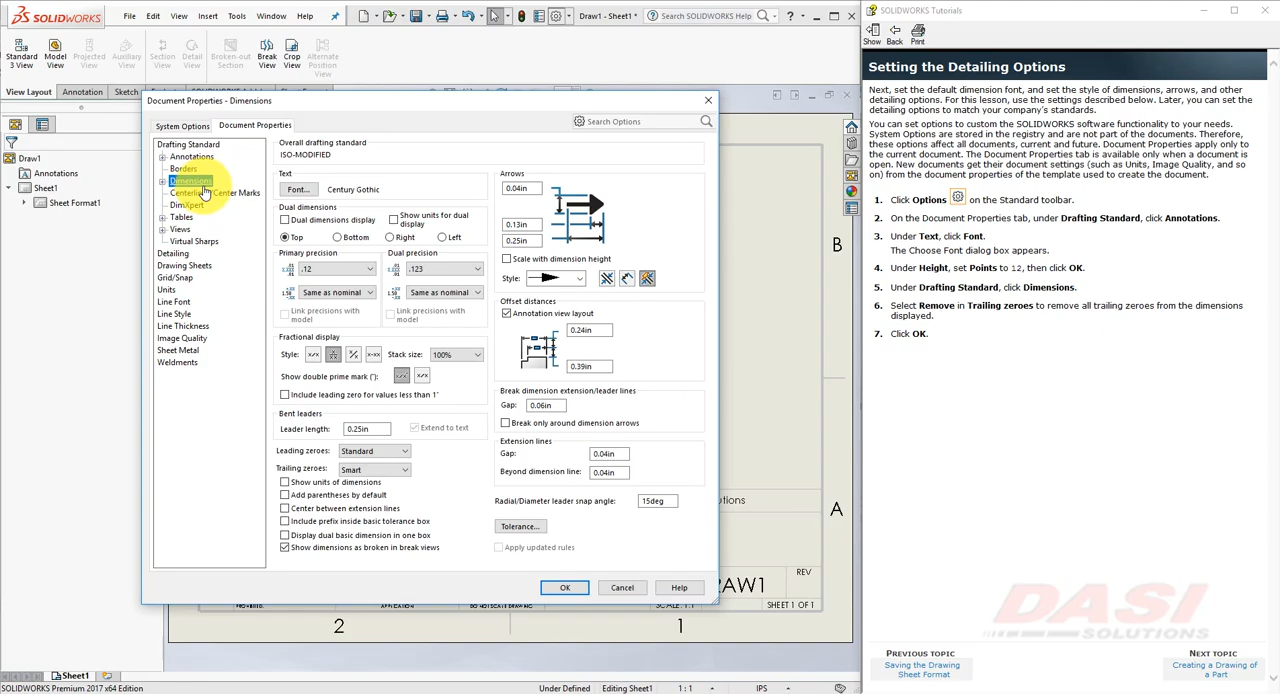 SOLIDWORKS File Edit View Insert Tools Window Help Draw1 - Sheet1 * Search SOLIDWORKS Help
Standard 3 View
Model View
Projected View
Auxiliary View
Section View
Detail View
Broken-out Section
Break View
Crop View
Alternate Position View
View Layout Annotation Sketch
Draw1
Annotations
Sheet1
Sheet Format1
Document Properties - Dimensions
System Options Document Properties
Search Options
Drafting Standard
Annotations
Borders
Dimensions
Centerlines/Center Marks
DimXpert
Tables
Views
Virtual Sharps
Detailing
Drawing Sheets
Grid/Snap
Units
Line Font
Line Style
Line Thickness
Image Quality
Sheet Metal
Weldments
Overall drafting standard
ISO-MODIFIED
Text
Font... Century Gothic
Dual dimensions
Dual dimensions display
Show units for dual display
Top Bottom Right Left
Primary precision
.12
Same as nominal
Link precisions with model
Dual precision
.123
Same as nominal
Link precisions with model
Fractional display
Style: Stack size: 100%
Show double prime mark ("):
Include leading zero for values less than 1"
Bent leaders
Leader length: 0.25in Extend to text
Leading zeroes: Standard
Trailing zeroes: Smart
Show units of dimensions
Add parentheses by default
Center between extension lines
Include prefix inside basic tolerance box
Display dual basic dimension in one box
Show dimensions as broken in break views
Arrows
0.04in
0.13in
0.25in
Scale with dimension height
Style:
Offset distances
Annotation view layout
0.24in
0.39in
Break dimension extension/leader lines
Gap: 0.06in
Break only around dimension arrows
Extension lines
Gap: 0.04in
Beyond dimension line: 0.04in
Radial/Diameter leader snap angle: 15deg
Tolerance...
Apply updated rules
OK Cancel Help
B
A
REV
SHEET 1 OF 1
2 1
Sheet1
SOLIDWORKS Premium 2017 x64 Edition Under Defined Editing Sheet1 1 : 1 IPS
SOLIDWORKS Tutorials
Show Back Print
Setting the Detailing Options
Next, set the default dimension font, and set the style of dimensions, arrows, and other
detailing options. For this lesson, use the settings described below. Later, you can set the
detailing options to match your company's standards.
You can set options to custom the SOLIDWORKS software functionality to your needs.
System Options are stored in the registry and are not part of the documents. Therefore,
these options affect all documents, current and future. Document Properties apply only to
the current document. The Document Properties tab is available only when a document is
open. New documents get their document settings (such as Units, Image Quality, and so
on) from the document properties of the template used to create the document.
1. Click Options on the Standard toolbar.
2. On the Document Properties tab, under Drafting Standard, click Annotations.
3. Under Text, click Font.
The Choose Font dialog box appears.
4. Under Height, set Points to 12, then click OK.
5. Under Drafting Standard, click Dimensions.
6. Select Remove in Trailing zeroes to remove all trailing zeroes from the dimensions
displayed.
7. Click OK.
DASI
SOLUTIONS
PREVIOUS TOPIC
Saving the Drawing
Sheet Format
NEXT TOPIC
Creating a Drawing of
a Part